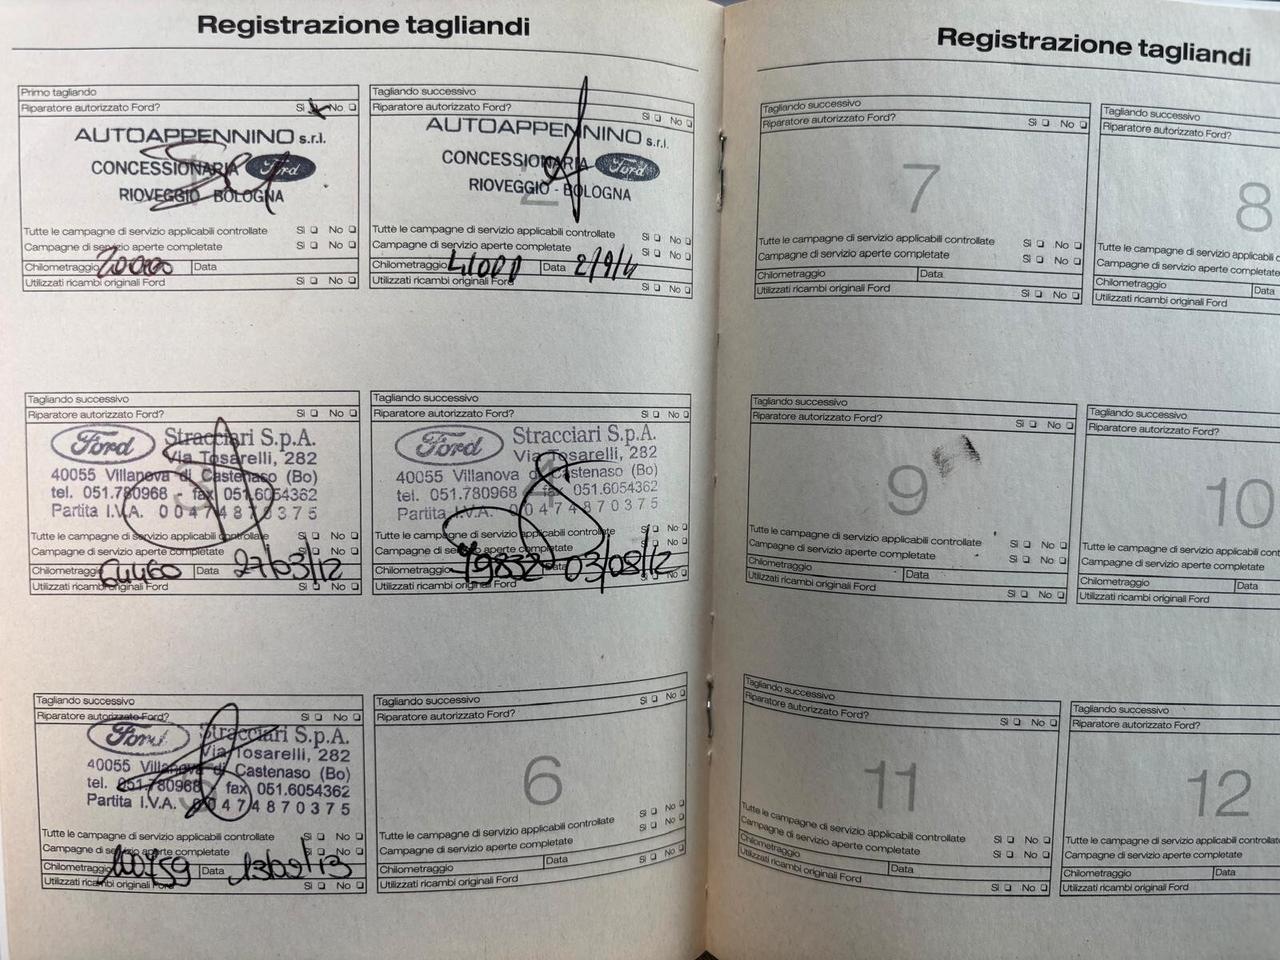 Registrazione tagliandi
Primo tagliando
Riparatore autorizzato Ford? Sì No
AUTOAPPENNINO s.r.l.
CONCESSIONARIA Ford
RIOVEGGIO - BOLOGNA
Tutte le campagne di servizio applicabili controllate Sì No
Campagne di servizio aperte completate Sì No
Chilometraggio 20000 Data
Utilizzati ricambi originali Ford Sì No
Tagliando successivo
Riparatore autorizzato Ford? Sì No
AUTOAPPENNINO s.r.l.
CONCESSIONARIA Ford
2
RIOVEGGIO - BOLOGNA
Tutte le campagne di servizio applicabili controllate Sì No
Campagne di servizio aperte completate Sì No
Chilometraggio Data
Utilizzati ricambi originali Ford Sì No
Tagliando successivo
Riparatore autorizzato Ford? Sì No
Ford Stracciari S.p.A.
Via Tosarelli, 282
40055 Villanova di Castenaso (Bo)
tel. 051.780968 - fax 051.6054362
Partita I.V.A. 00474870375
Tutte le campagne di servizio applicabili controllate Sì No
Campagne di servizio aperte completate Sì No
Chilometraggio Data 27/03/12
Utilizzati ricambi originali Ford Sì No
Tagliando successivo
Riparatore autorizzato Ford? Sì No
Ford Stracciari S.p.A.
Via Tosarelli, 282
40055 Villanova di Castenaso (Bo)
tel. 051.780968 - fax 051.6054362
Partita I.V.A. 00474870375
Tutte le campagne di servizio applicabili controllate Sì No
Campagne di servizio aperte completate Sì No
Chilometraggio 79832 Data 03/08/12
Utilizzati ricambi originali Ford Sì No
Tagliando successivo
Riparatore autorizzato Ford? Sì No
Ford Stracciari S.p.A.
Via Tosarelli, 282
40055 Villanova di Castenaso (Bo)
tel. 051.780968 fax 051.6054362
Partita I.V.A. 00474870375
Tutte le campagne di servizio applicabili controllate Sì No
Campagne di servizio aperte completate Sì No
Chilometraggio 100759 Data
Utilizzati ricambi originali Ford Sì No
Tagliando successivo Sì No
Riparatore autorizzato Ford?
6
Tutte le campagne di servizio applicabili controllate Sì No
Campagne di servizio aperte completate Sì No
Chilometraggio Data
Utilizzati ricambi originali Ford Sì No
Registrazione tagliandi
Tagliando successivo
Riparatore autorizzato Ford? Sì No
7
Tutte le campagne di servizio applicabili controllate Sì No
Campagne di servizio aperte completate Sì No
Chilometraggio Data
Utilizzati ricambi originali Ford Sì No
Tagliando successivo
Riparatore autorizzato Ford?
8
Tutte le campagne di servizio applicabili
Campagne di servizio aperte completate
Chilometraggio Data
Utilizzati ricambi originali Ford
Tagliando successivo
Riparatore autorizzato Ford? Sì No
9
Tutte le campagne di servizio applicabili controllate Sì No
Campagne di servizio aperte completate Sì No
Chilometraggio Data
Utilizzati ricambi originali Ford Sì No
Tagliando successivo
Riparatore autorizzato Ford?
10
Tutte le campagne di servizio applicabili
Campagne di servizio aperte completate
Chilometraggio Data
Utilizzati ricambi originali Ford
Tagliando successivo
Riparatore autorizzato Ford? Sì No
11
Tutte le campagne di servizio applicabili controllate Sì No
Campagne di servizio aperte completate Sì No
Chilometraggio Data
Utilizzati ricambi originali Ford Sì No
Tagliando successivo
Riparatore autorizzato Ford?
12
Tutte le campagne di servizio applicabili controllate
Campagne di servizio aperte completate
Chilometraggio Data
Utilizzati ricambi originali Ford